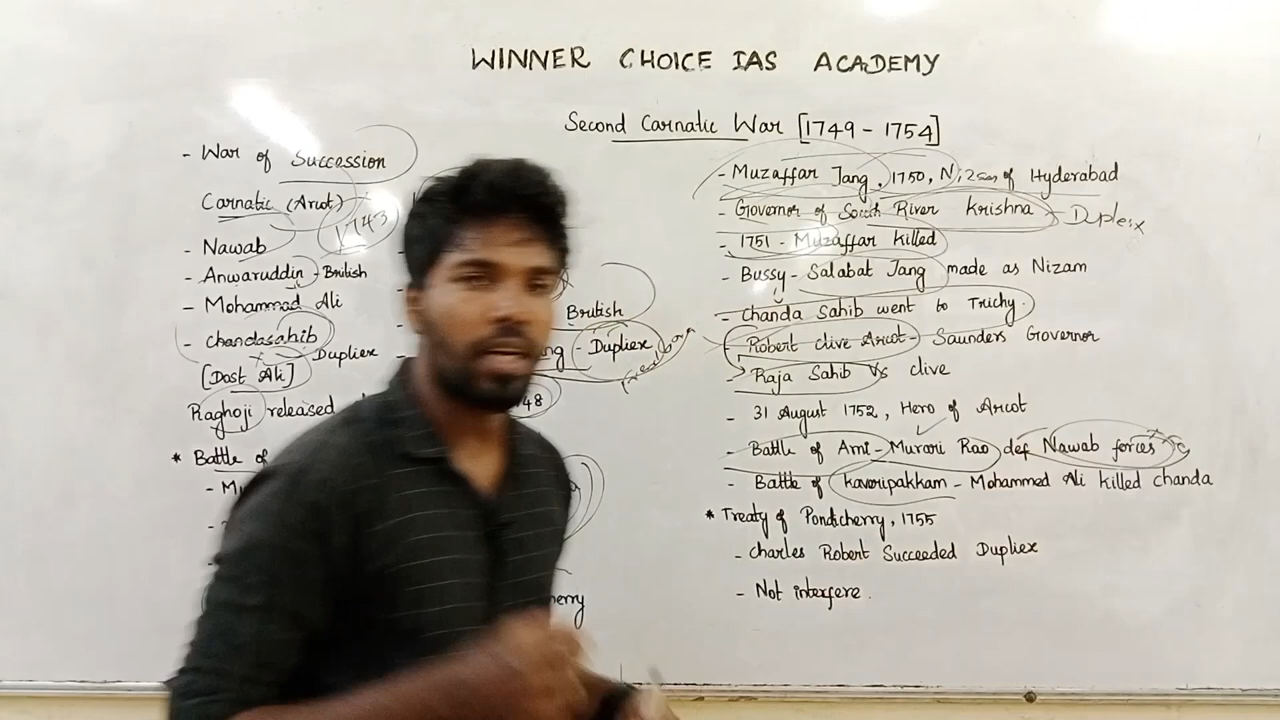 WINNER CHOICE IAS ACADEMY
Second Carnatic War [1749 - 1754]
- War of Succession
Carnatic (Arcot)
1743
- Nawab
- Anwaruddin - British
- Mohammad Ali
- Chandasahib
Dupliex
[Dost Ali]
Raghoji released
* Battle of
British
- Dupliex
48
- Muzaffar Jang, 1750, Nizam of Hyderabad
- Governor of South River Krishna - Dupleix
- 1751 - Muzaffar killed
- Bussy - Salabat Jang made as Nizam
- Chanda Sahib went to Trichy.
- Robert clive Arcot - Saunders Governor
- Raja Sahib Vs clive
- 31 August 1752, Hero of Arcot
- Battle of Arni - Murari Rao def Nawab forces
- Battle of kaveripakkam - Mohammed Ali killed chanda
* Treaty of Pondicherry, 1755
- Charles Robert Succeeded Dupliex
- Not interfere.